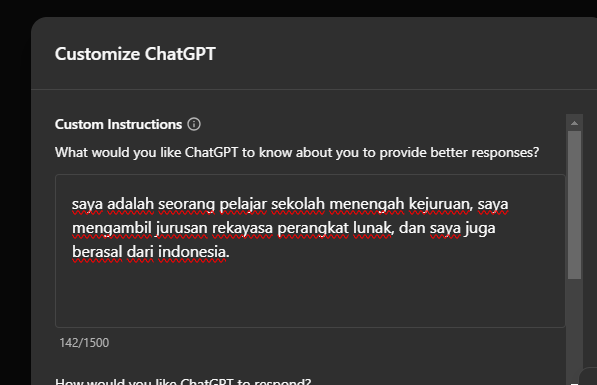 Customize ChatGPT
Custom Instructions
What would you like ChatGPT to know about you to provide better responses?
saya adalah seorang pelajar sekolah menengah kejuruan, saya
mengambil jurusan rekayasa perangkat lunak, dan saya juga
berasal dari indonesia.
142/1500
How would you like ChatGPT to respond?